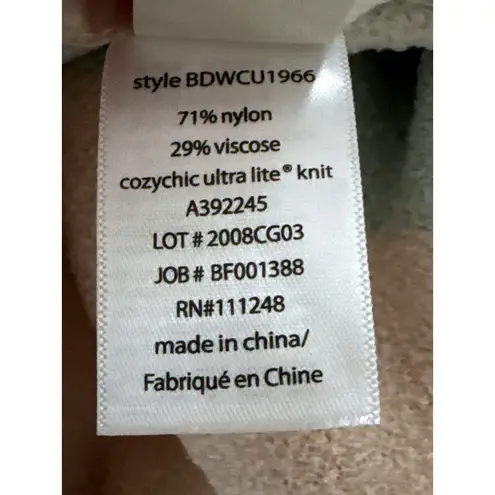 style BDWCU1966
71% nylon
29% viscose
cozychic ultra lite® knit
A392245
LOT # 2008CG03
JOB # BF001388
RN#111248
made in china/
Fabriqué en Chine